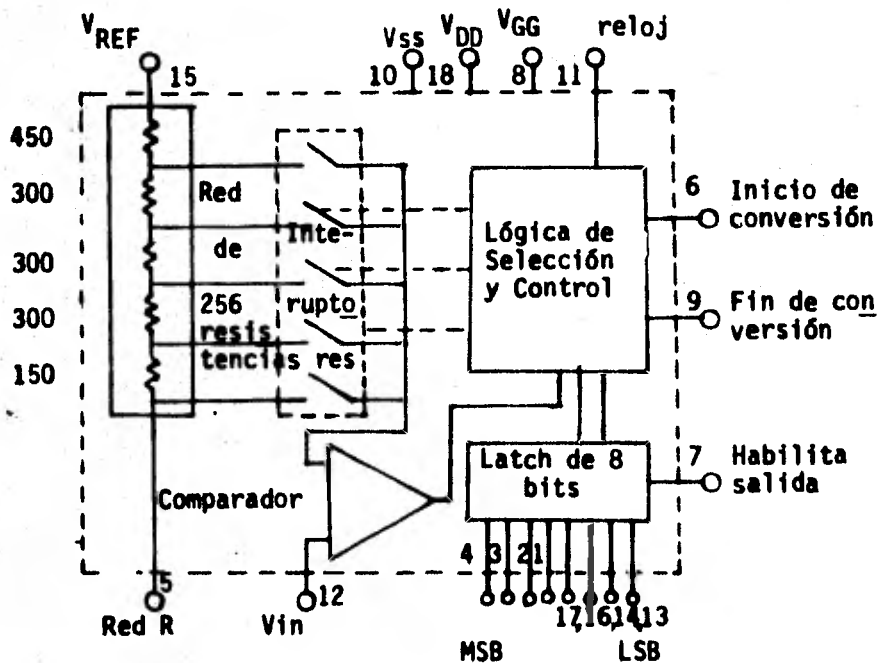 V_REF
15
Vss
10
V_DD
18
V_GG
8
reloj
11
450
300
300
300
150
Red
de
256
resis
tencias
Inte-
rupto
res
Lógica de
Selección
y Control
6
Inicio de
conversión
9
Fin de con
versión
Latch de 8
bits
7
Habilita
salida
Comparador
5
Red R
12
Vin
4 3 2 1 17 16 14 13
MSB
LSB